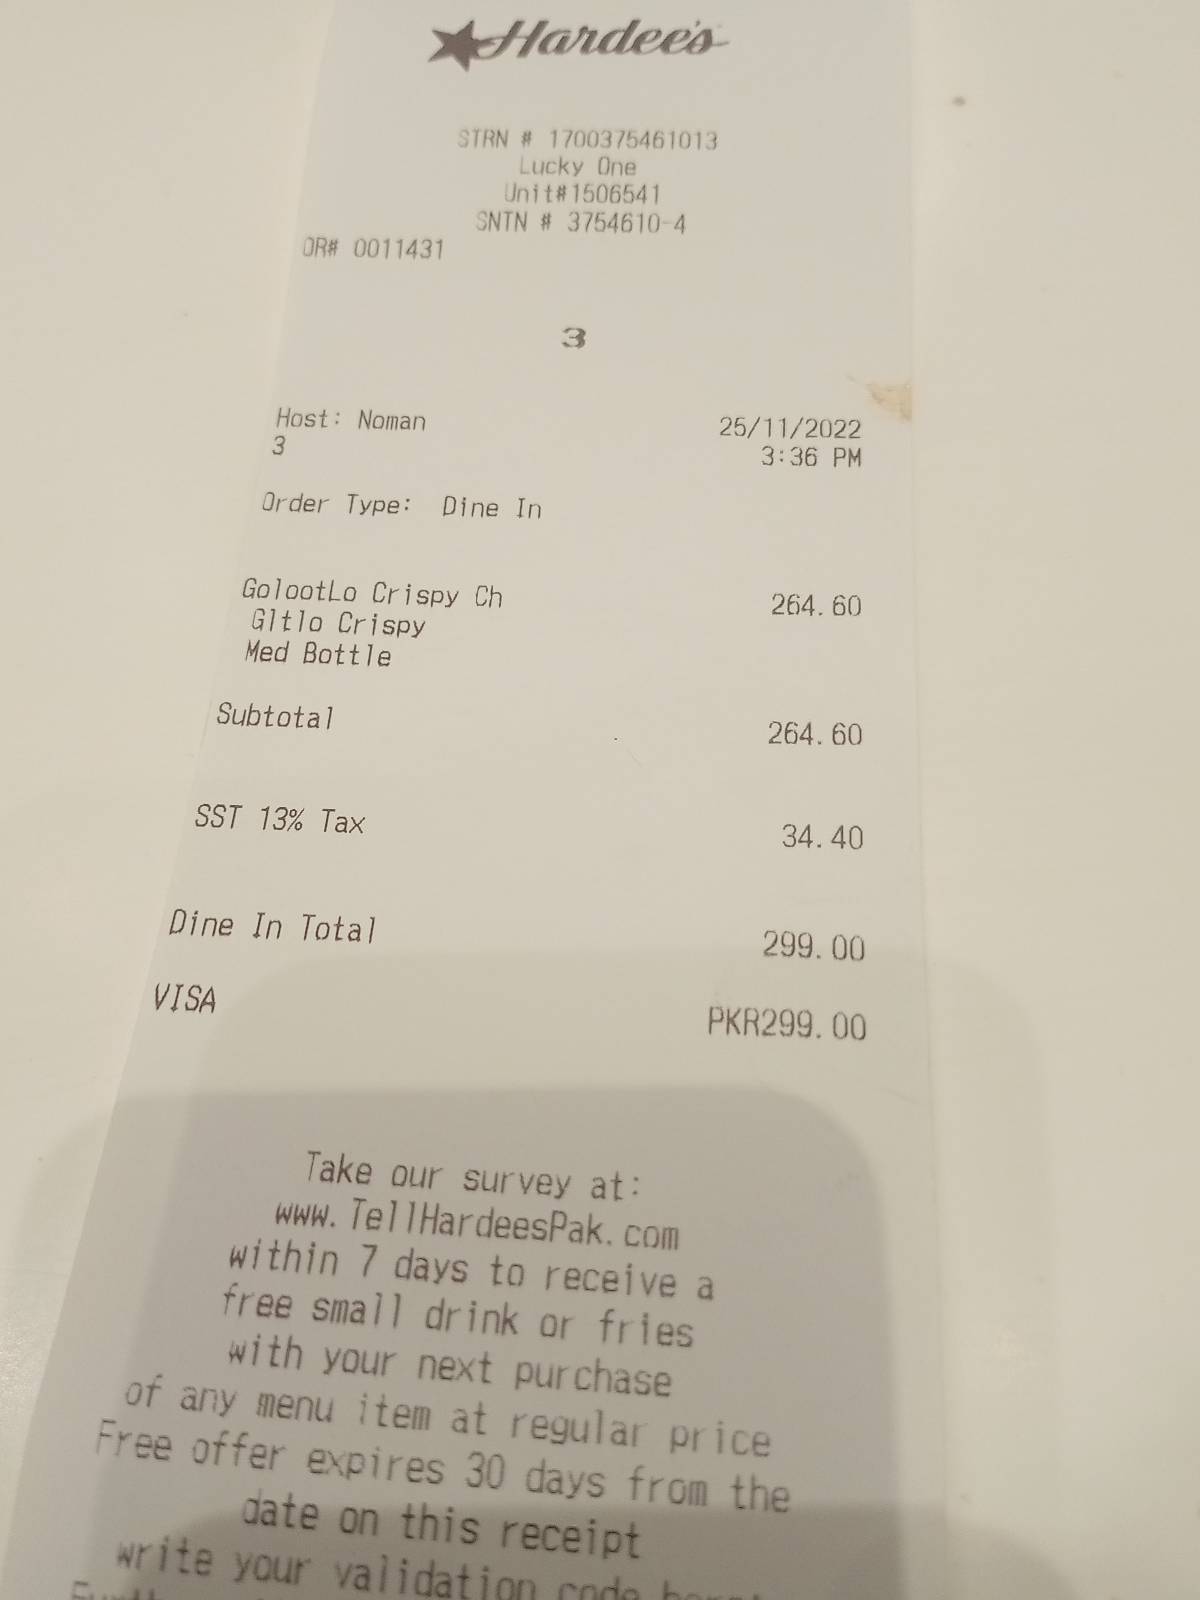 Hardee's
STRN # 1700375461013
Lucky One
Unit#1506541
SNTN # 3754610-4
OR# 0011431
3
Host: Noman 25/11/2022
3 3:36 PM
Order Type: Dine In
GolootLo Crispy Ch 264.60
Gltlo Crispy
Med Bottle
Subtotal 264.60
SST 13% Tax 34.40
Dine In Total 299.00
VISA PKR299.00
Take our survey at:
www.TellHardeesPak.com
within 7 days to receive a
free small drink or fries
with your next purchase
of any menu item at regular price
Free offer expires 30 days from the
date on this receipt
write your validation code